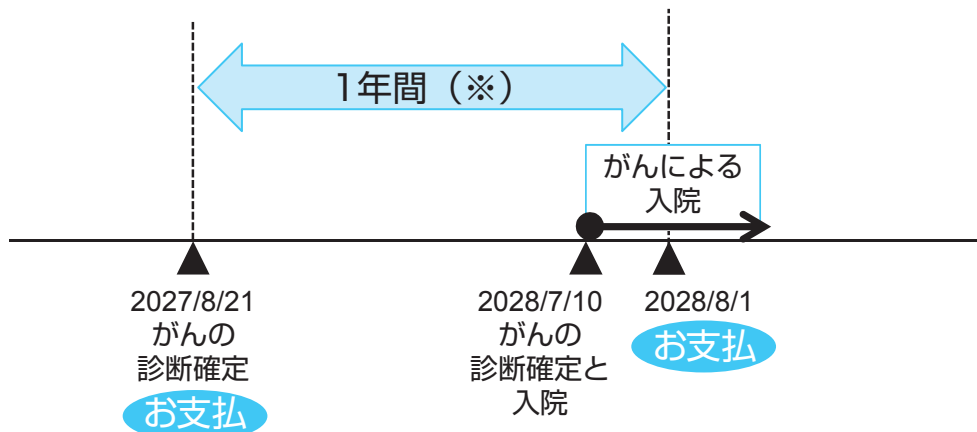 1年間（※）
がんによる
入院
2027/8/21
がんの
診断確定
お支払
2028/7/10
がんの
診断確定と
入院
2028/8/1
お支払